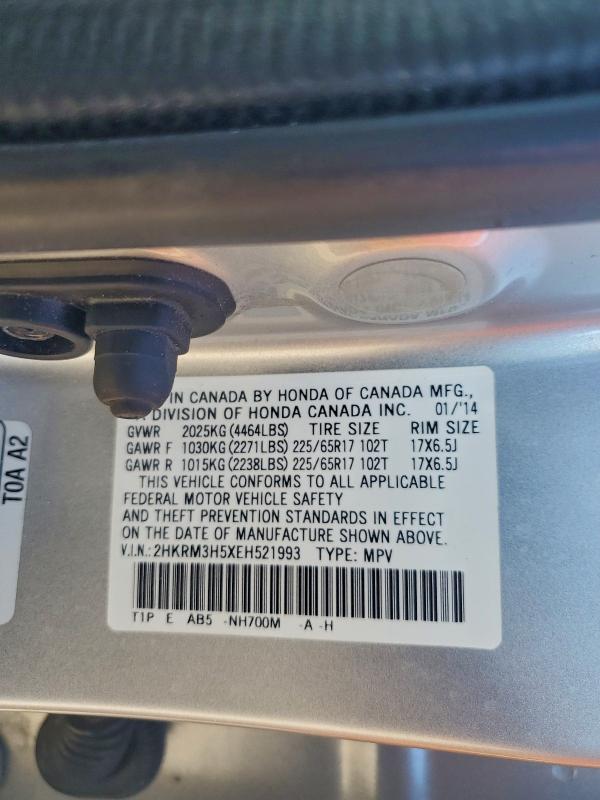 IN CANADA BY HONDA OF CANADA MFG.,
A DIVISION OF HONDA CANADA INC. 01/'14
GVWR 2025KG (4464LBS) TIRE SIZE RIM SIZE
GAWR F 1030KG (2271LBS) 225/65R17 102T 17X6.5J
GAWR R 1015KG (2238LBS) 225/65R17 102T 17X6.5J
THIS VEHICLE CONFORMS TO ALL APPLICABLE
FEDERAL MOTOR VEHICLE SAFETY
AND THEFT PREVENTION STANDARDS IN EFFECT
ON THE DATE OF MANUFACTURE SHOWN ABOVE.
V.I.N.: 2HKRM3H5XEH521993 TYPE: MPV
T1P E AB5 -NH700M -A -H
TOA A2